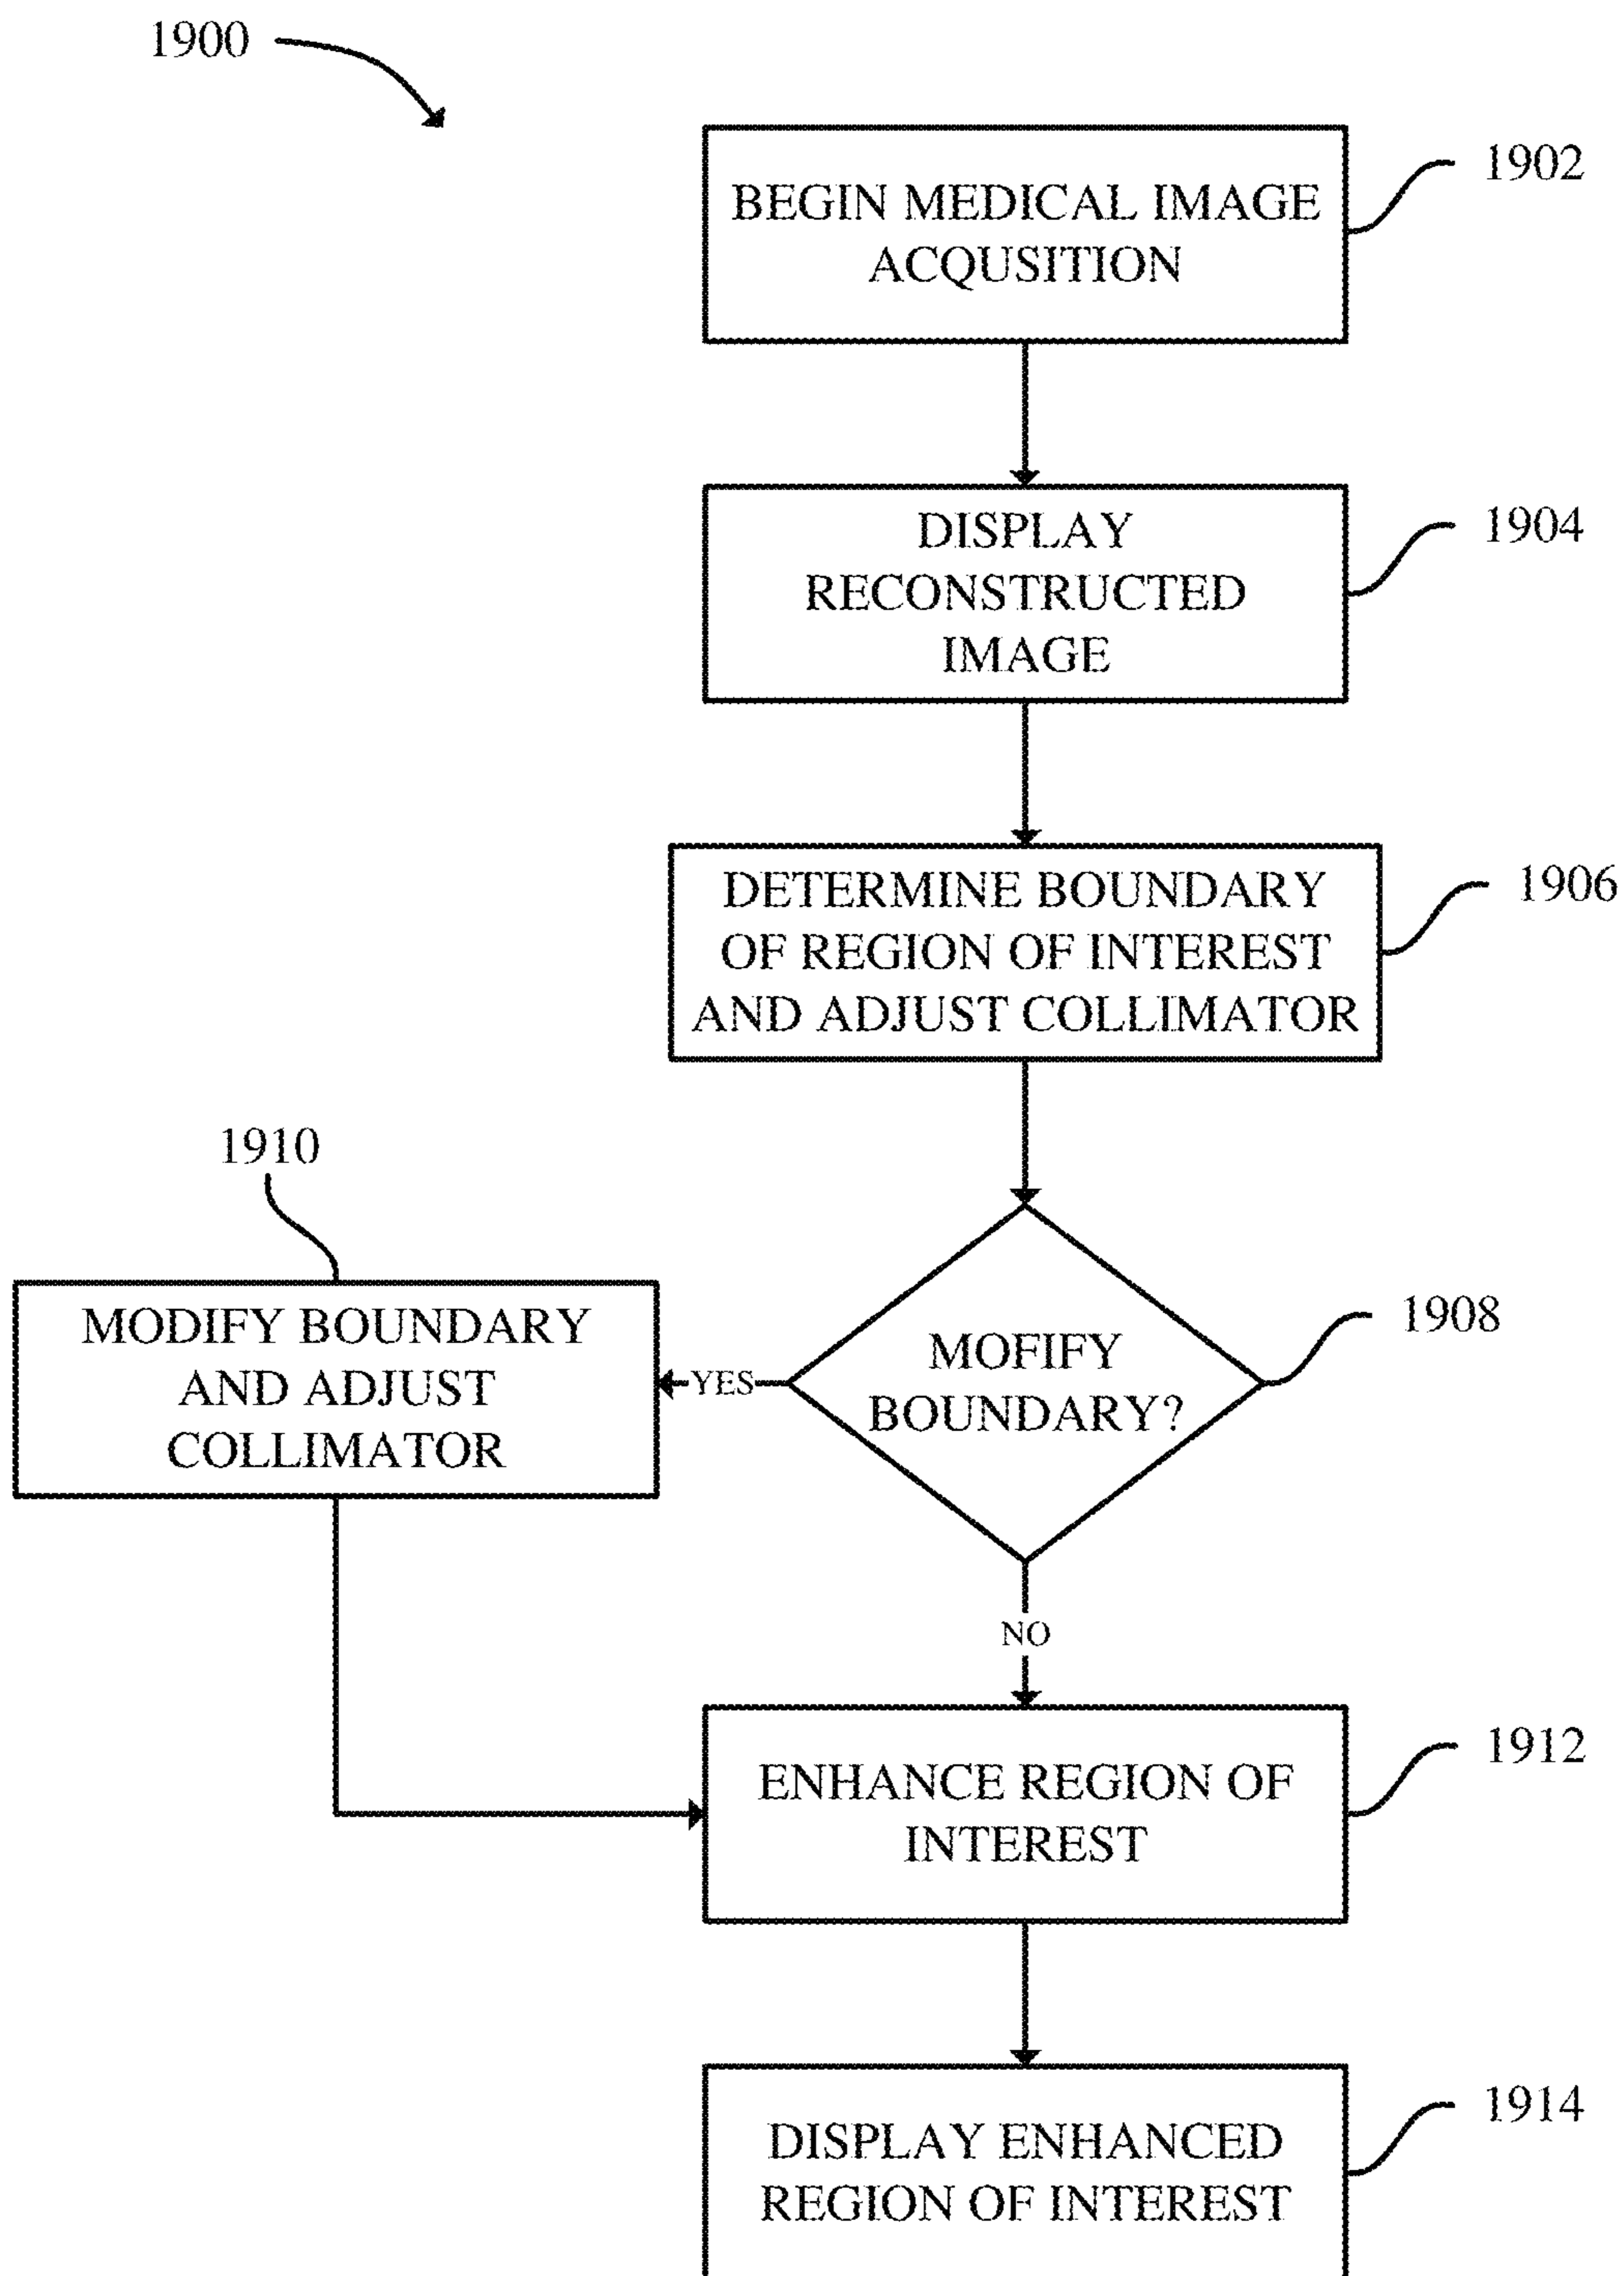 1900
BEGIN MEDICAL IMAGE
ACQUSITION
1902
DISPLAY
RECONSTRUCTED
IMAGE
1904
DETERMINE BOUNDARY
OF REGION OF INTEREST
AND ADJUST COLLIMATOR
1906
1910
MODIFY BOUNDARY
AND ADJUST
COLLIMATOR
YES
MOFIFY
BOUNDARY?
1908
NO
ENHANCE REGION OF
INTEREST
1912
DISPLAY ENHANCED
REGION OF INTEREST
1914